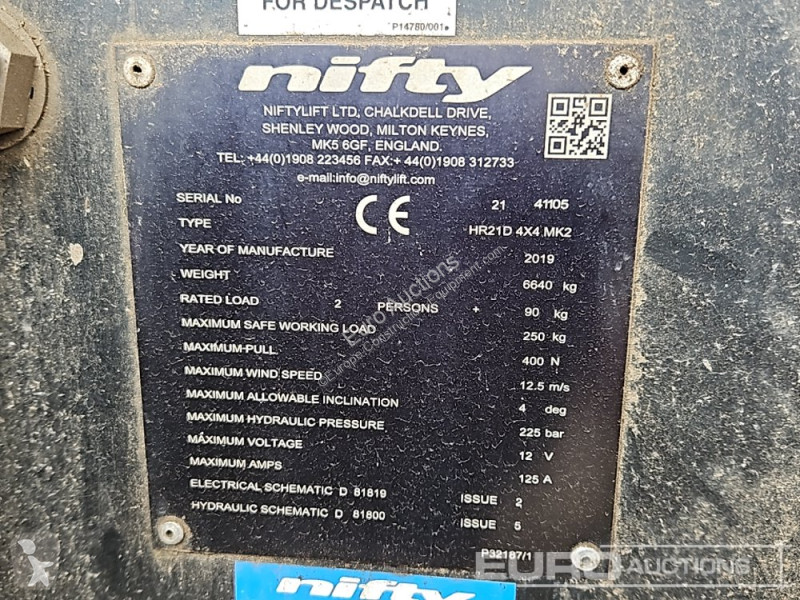 FOR DESPATCH
P14780/001
nifty
NIFTYLIFT LTD, CHALKDELL DRIVE,
SHENLEY WOOD, MILTON KEYNES,
MK5 6GF, ENGLAND.
TEL: +44(0)1908 223456 FAX:+ 44(0)1908 312733
e-mail:info@niftylift.com
CE
SERIAL No 21 41105
TYPE HR21D 4X4 MK2
YEAR OF MANUFACTURE 2019
WEIGHT 6640 kg
RATED LOAD 2 PERSONS + 90 kg
MAXIMUM SAFE WORKING LOAD 250 kg
MAXIMUM PULL 400 N
MAXIMUM WIND SPEED 12.5 m/s
MAXIMUM ALLOWABLE INCLINATION 4 deg
MAXIMUM HYDRAULIC PRESSURE 225 bar
MAXIMUM VOLTAGE 12 V
MAXIMUM AMPS 125 A
ELECTRICAL SCHEMATIC D 81819 ISSUE 2
HYDRAULIC SCHEMATIC D 81800 ISSUE 5
P32187/1
nifty
Euro Auctions
EURO AUCTIONS